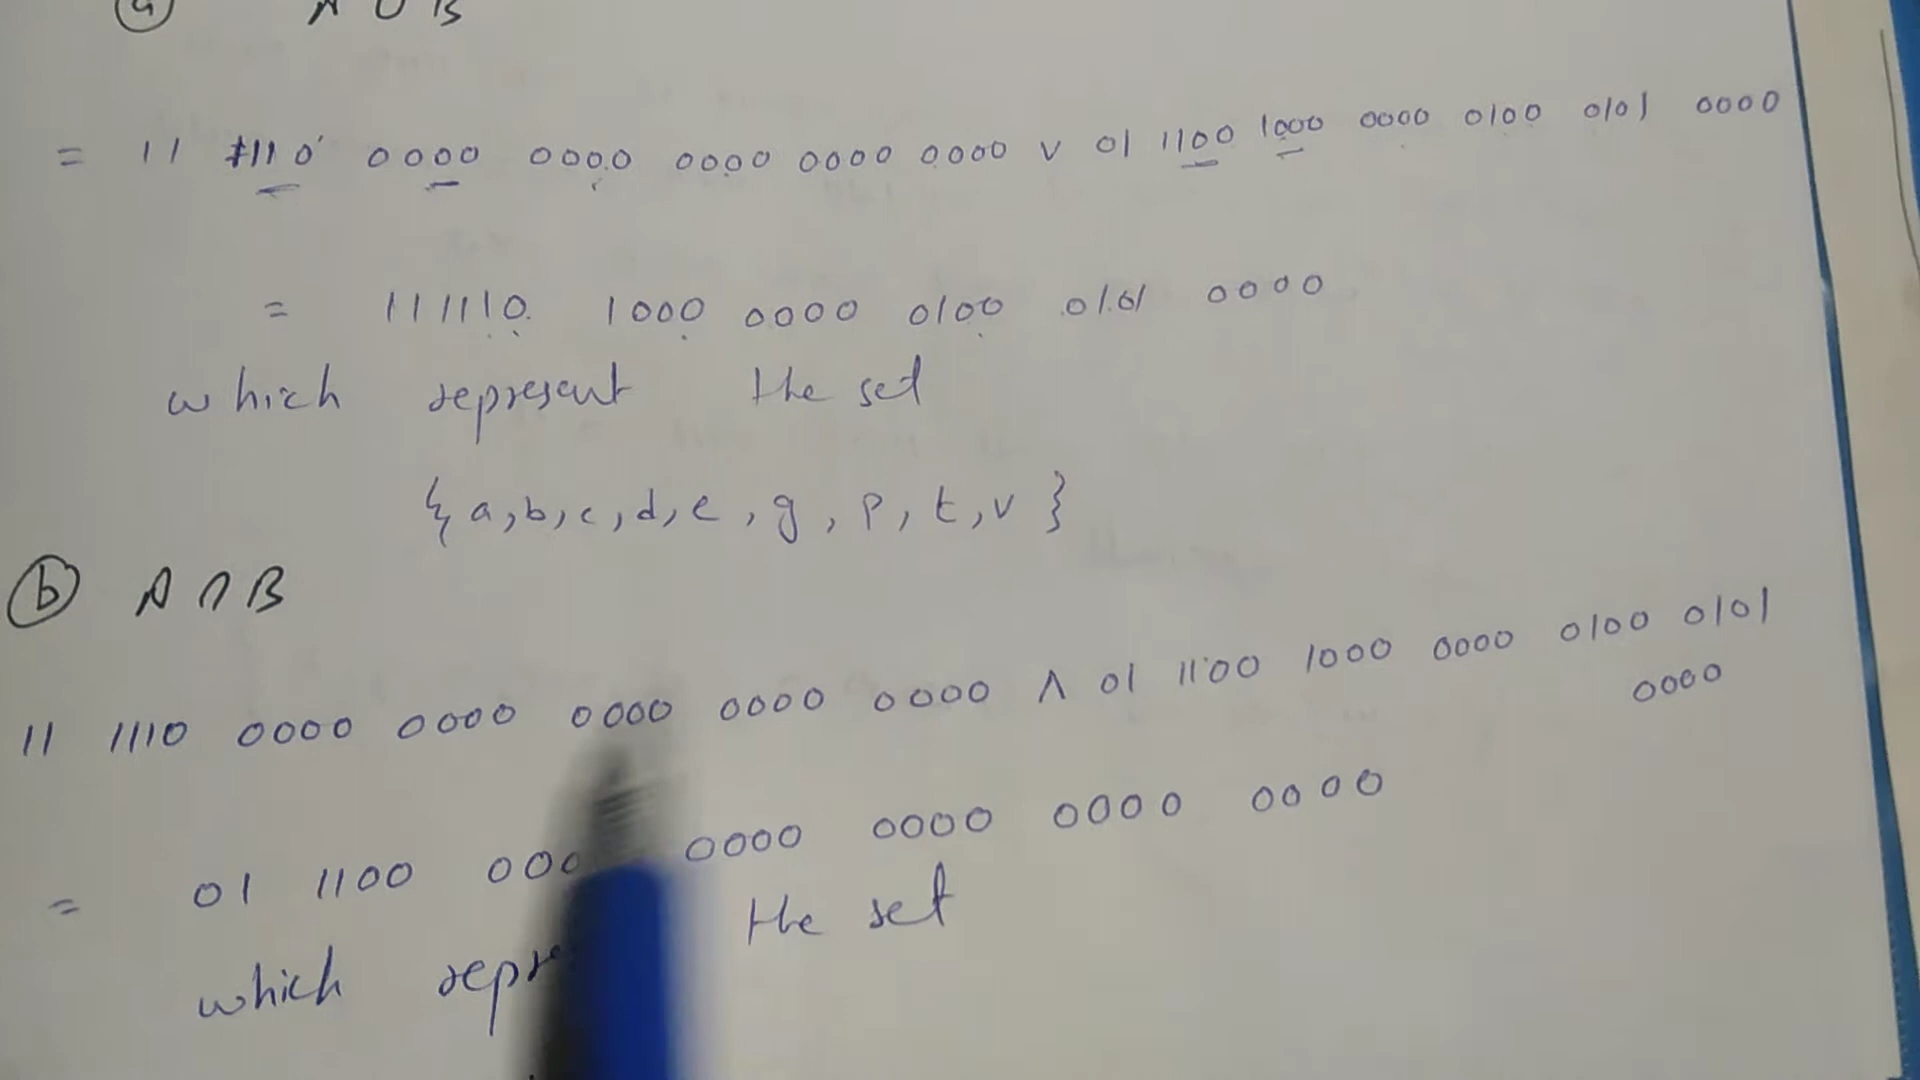 a A ∪ B
= 11 1110 0000 0000 0000 0000 0000 ∨ 01 1100 1000 0000 0100 0101 0000
= 111110 1000 0000 0100 0101 0000
which represent the set
{ a, b, c, d, e, g, p, t, v }
b A ∩ B
11 1110 0000 0000 0000 0000 0000 ∧ 01 1100 1000 0000 0100 0101
0000
= 01 1100 0000 0000 0000 0000
which the set